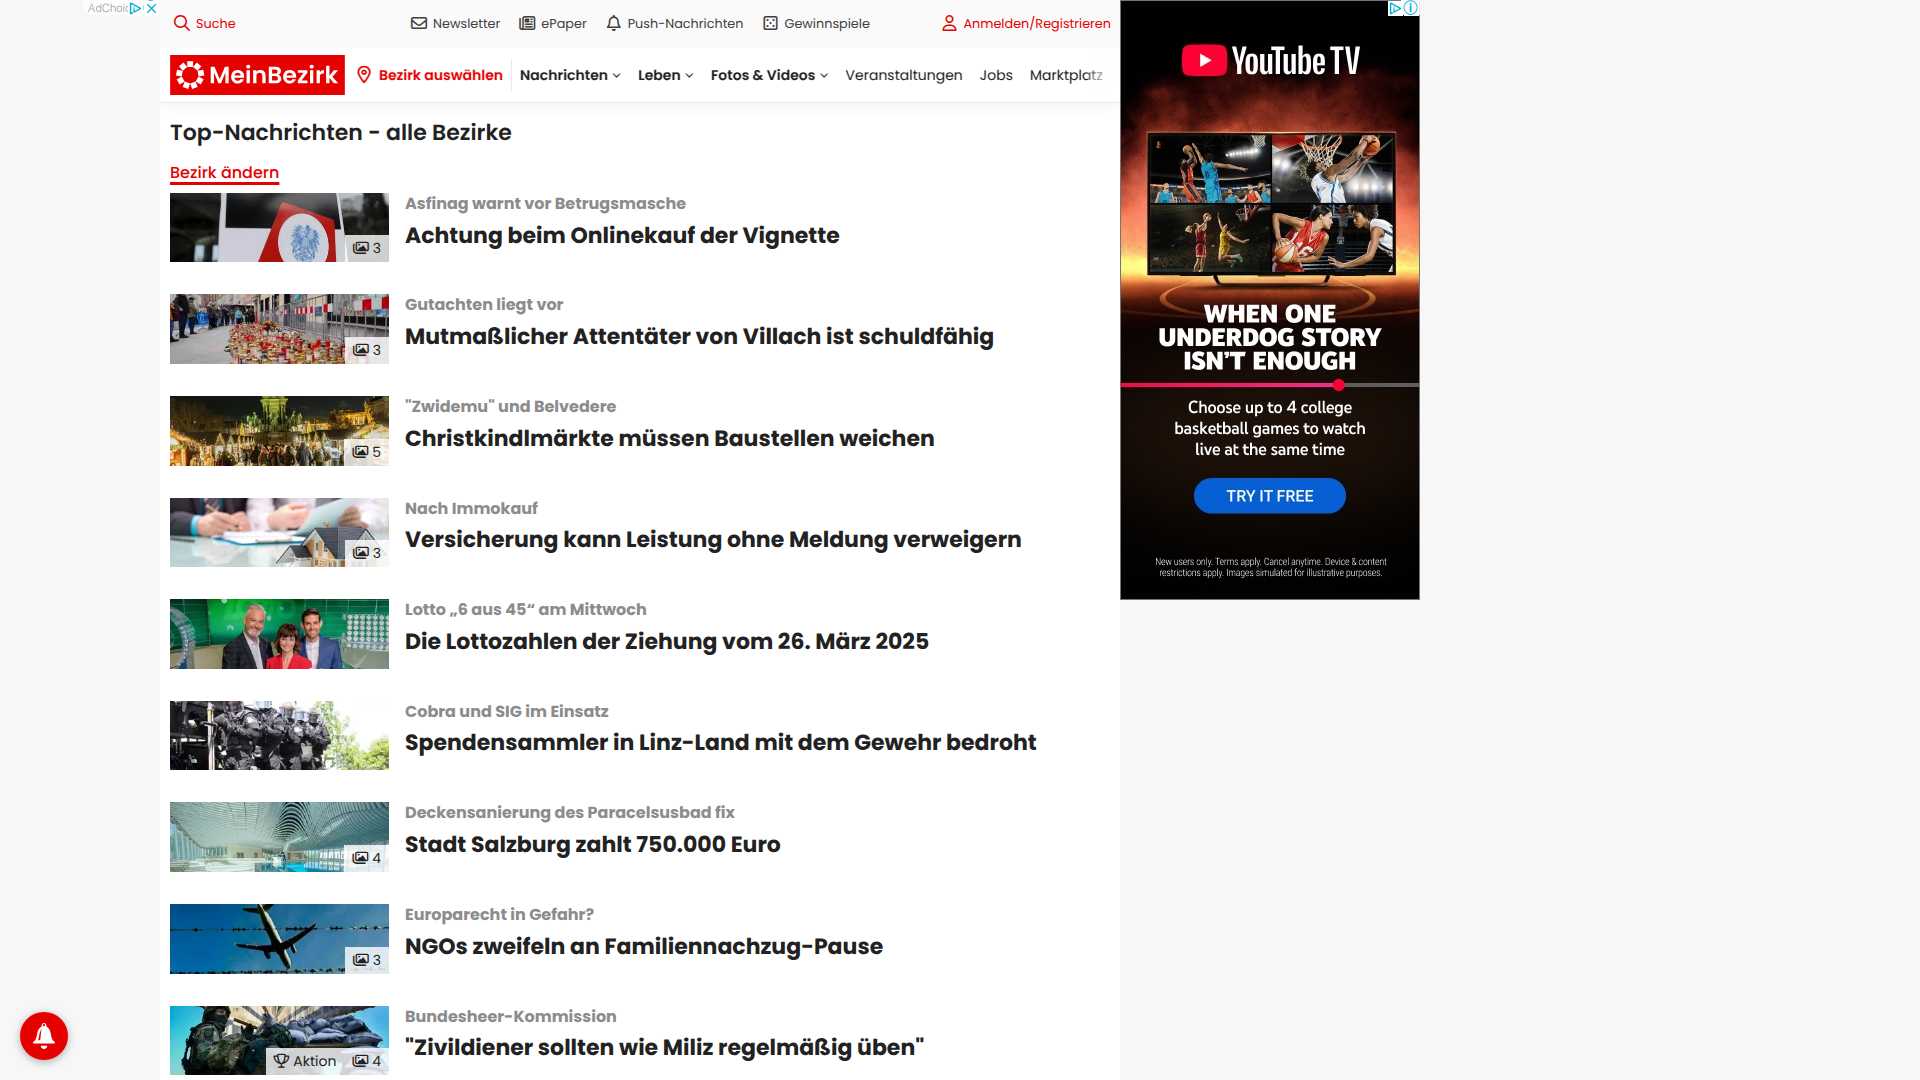 AdChoic
Suche
Newsletter
ePaper
Push-Nachrichten
Gewinnspiele
Anmelden/Registrieren
MeinBezirk
Bezirk auswählen
Nachrichten
Leben
Fotos & Videos
Veranstaltungen
Jobs
Marktplatz
Top-Nachrichten - alle Bezirke
Bezirk ändern
Asfinag warnt vor Betrugsmasche
Achtung beim Onlinekauf der Vignette
3
Gutachten liegt vor
Mutmaßlicher Attentäter von Villach ist schuldfähig
3
"Zwidemu" und Belvedere
Christkindlmärkte müssen Baustellen weichen
5
Nach Immokauf
Versicherung kann Leistung ohne Meldung verweigern
3
Lotto „6 aus 45“ am Mittwoch
Die Lottozahlen der Ziehung vom 26. März 2025
Cobra und SIG im Einsatz
Spendensammler in Linz-Land mit dem Gewehr bedroht
Deckensanierung des Paracelsusbad fix
Stadt Salzburg zahlt 750.000 Euro
4
Europarecht in Gefahr?
NGOs zweifeln an Familiennachzug-Pause
3
Bundesheer-Kommission
"Zivildiener sollten wie Miliz regelmäßig üben"
Aktion
4
YouTube TV
WHEN ONE
UNDERDOG STORY
ISN'T ENOUGH
Choose up to 4 college
basketball games to watch
live at the same time
TRY IT FREE
New users only. Terms apply. Cancel anytime. Device & content
restrictions apply. Images simulated for illustrative purposes.